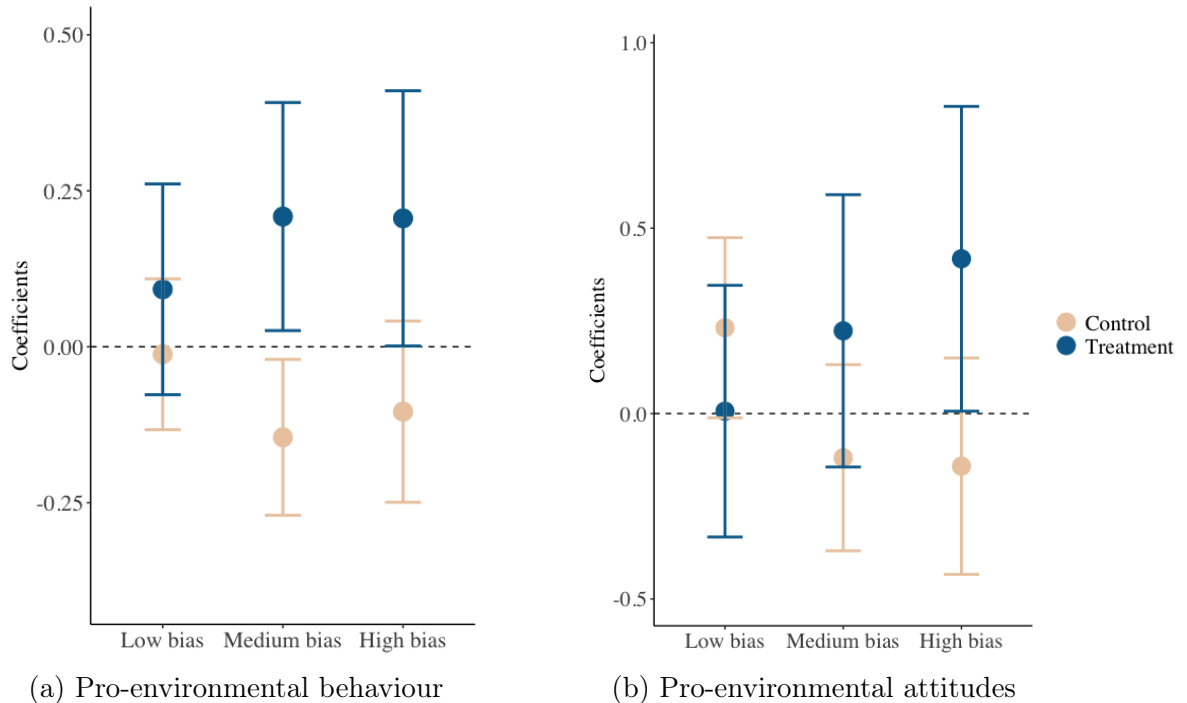 0.50
0.25
0.00
-0.25
Coefficients
Low bias Medium bias High bias
(a) Pro-environmental behaviour
1.0
0.5
0.0
-0.5
Coefficients
Low bias Medium bias High bias
(b) Pro-environmental attitudes
Control
Treatment